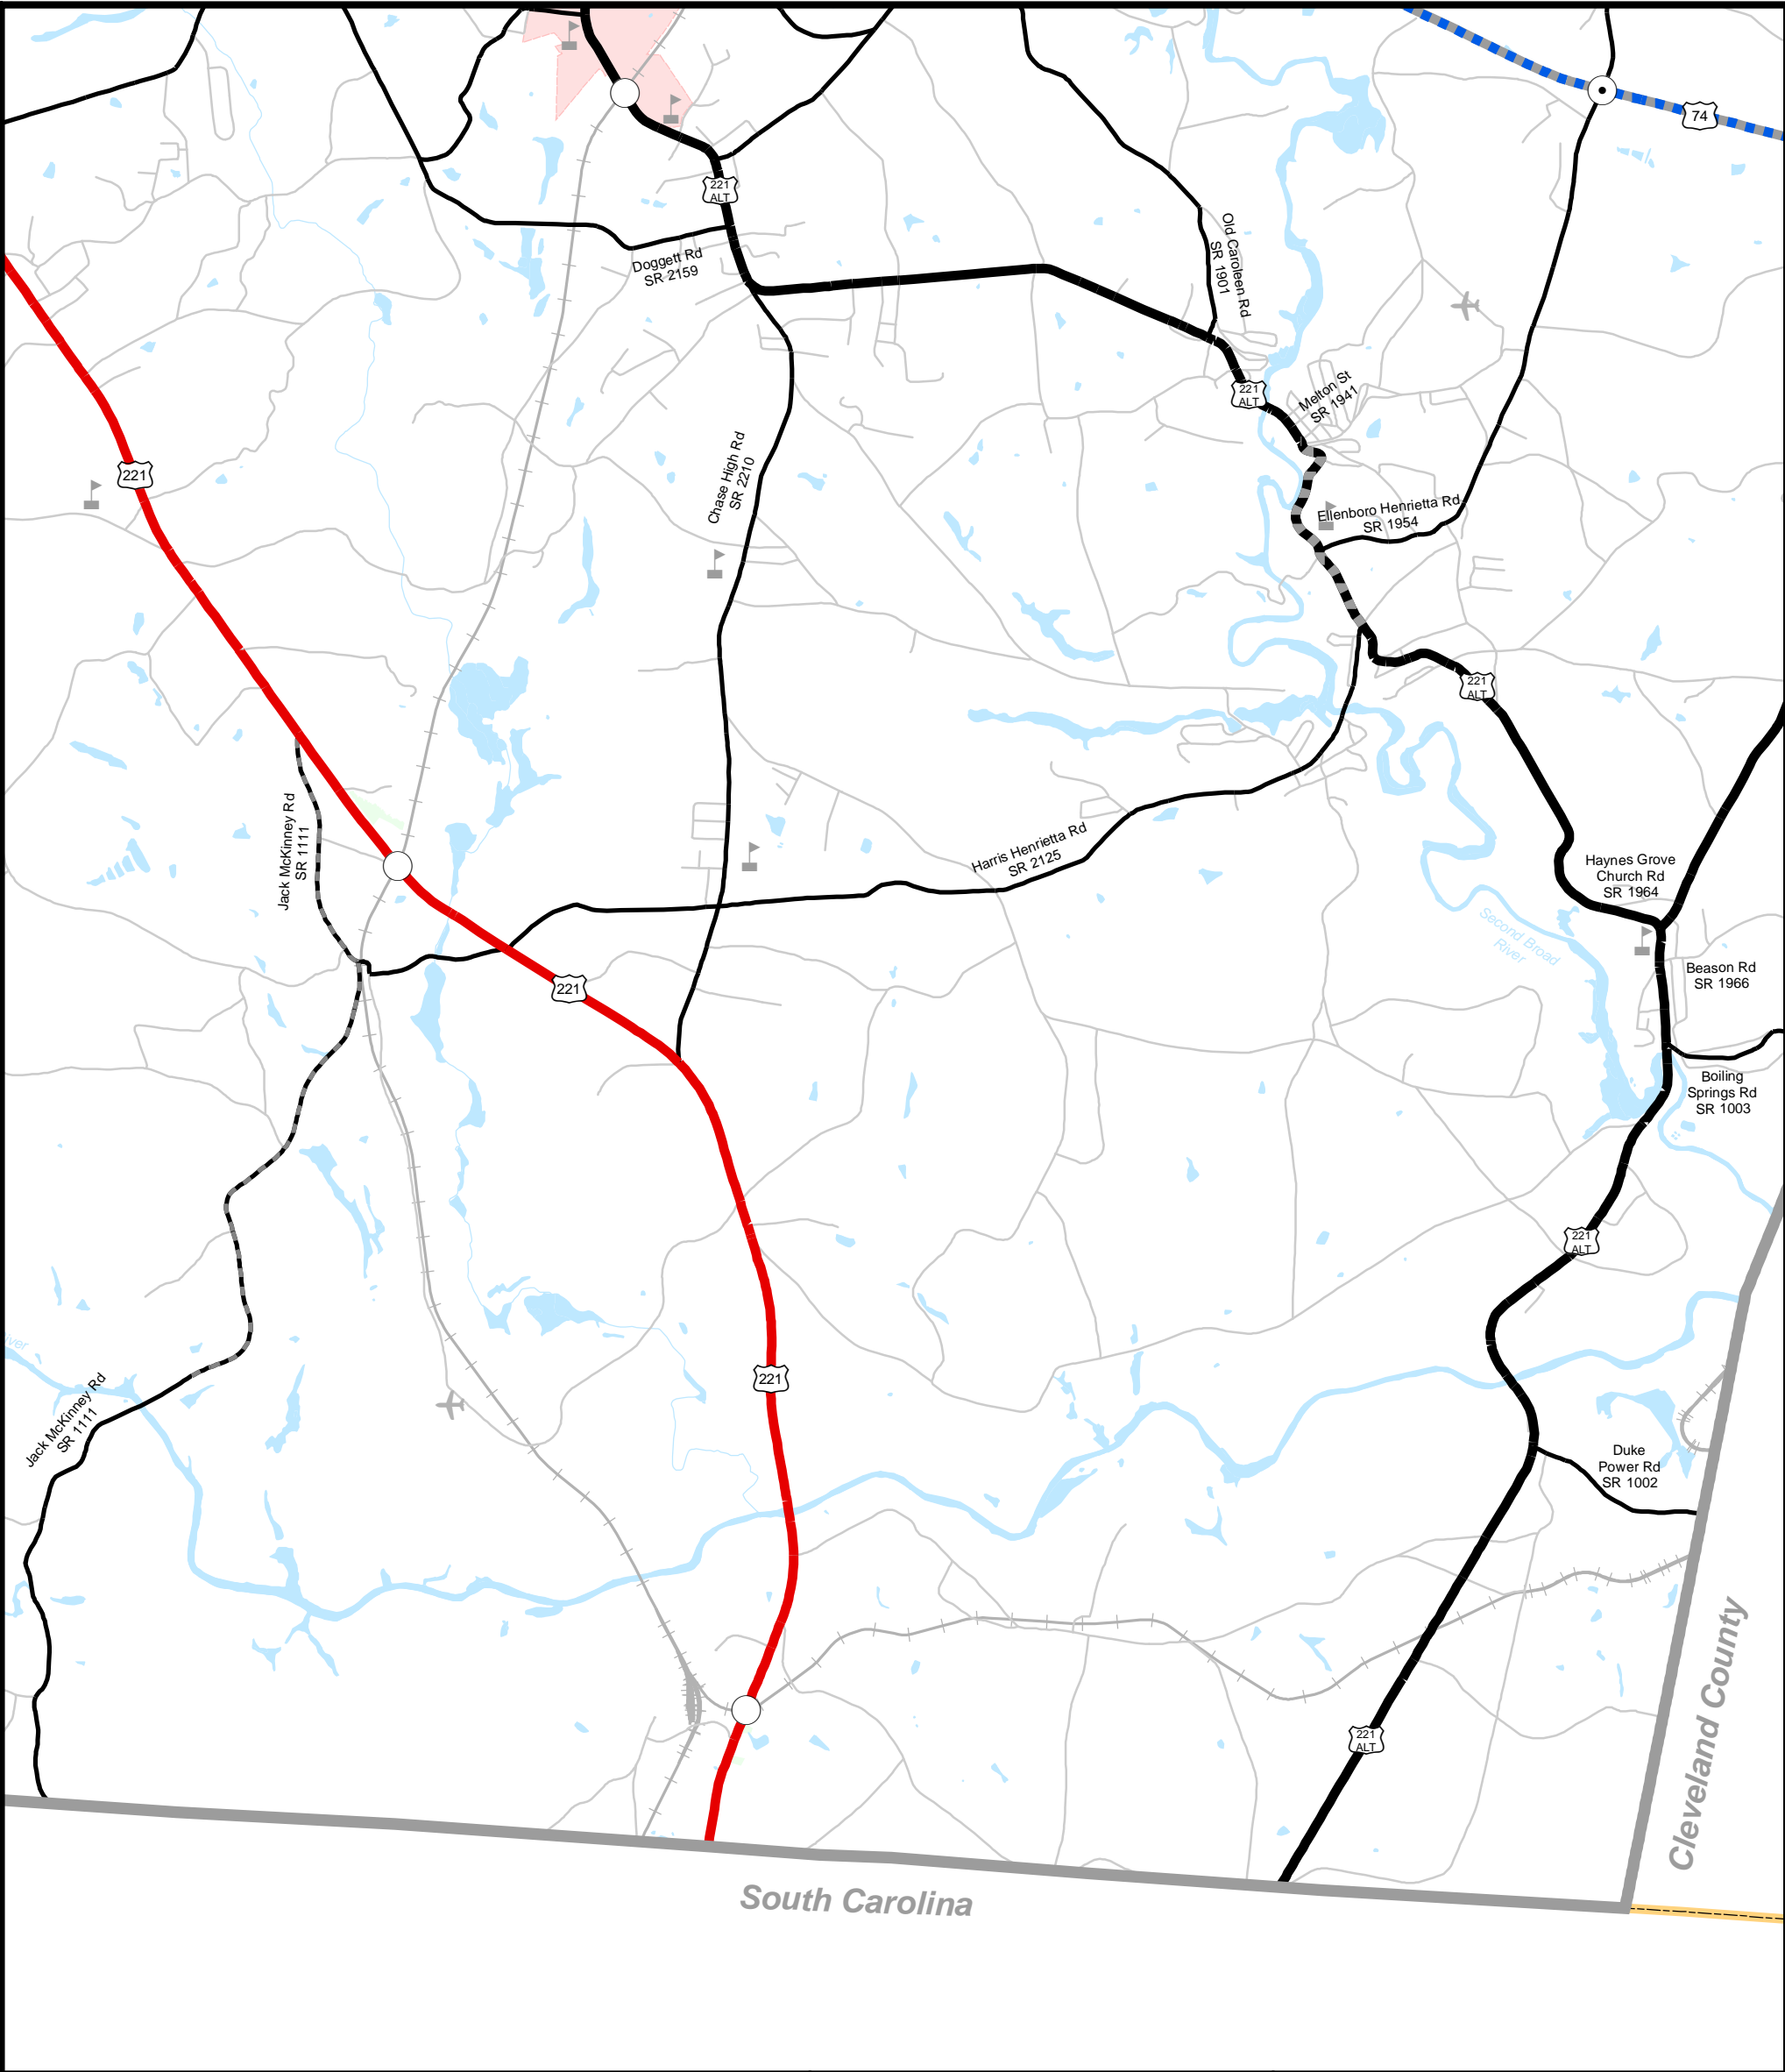 74
221
ALT
Old Caroleen Rd
SR 1901
Doggett Rd
SR 2159
221
ALT
Melton St
SR 1941
221
Chase High Rd
SR 2210
Ellenboro Henrietta Rd
SR 1954
221
ALT
Jack McKinney Rd
SR 1111
Harris Henrietta Rd
SR 2125
Haynes Grove
Church Rd
SR 1964
Second Broad
River
Beason Rd
SR 1966
221
Boiling
Springs Rd
SR 1003
221
ALT
iver
221
Jack McKinney Rd
SR 1111
Duke
Power Rd
SR 1002
Cleveland County
221
ALT
South Carolina